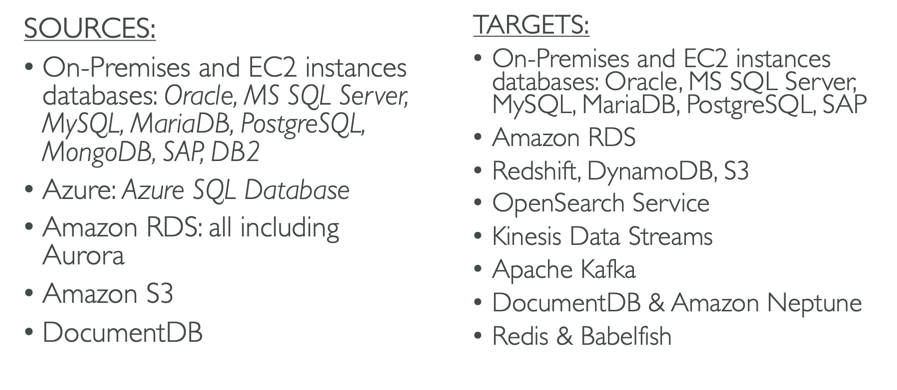 SOURCES:
• On-Premises and EC2 instances
databases: Oracle, MS SQL Server,
MySQL, MariaDB, PostgreSQL,
MongoDB, SAP, DB2
• Azure: Azure SQL Database
• Amazon RDS: all including
Aurora
• Amazon S3
• DocumentDB
TARGETS:
• On-Premises and EC2 instances
databases: Oracle, MS SQL Server,
MySQL, MariaDB, PostgreSQL, SAP
• Amazon RDS
• Redshift, DynamoDB, S3
• OpenSearch Service
• Kinesis Data Streams
• Apache Kafka
• DocumentDB & Amazon Neptune
• Redis & Babelfish